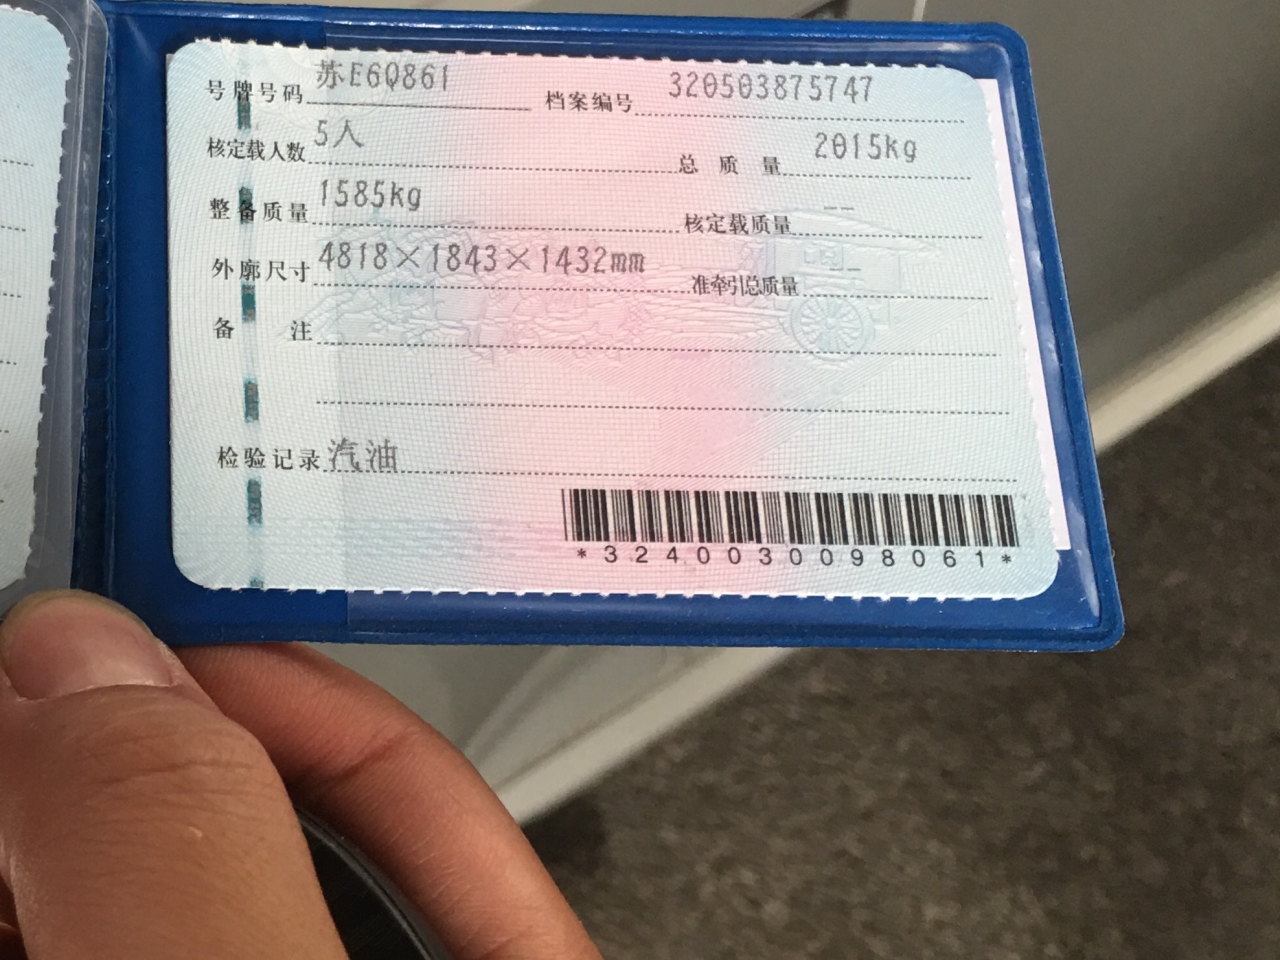 号牌号码 苏E6Q861 档案编号 320503875747
核定载人数 5人 总质量 2015kg
整备质量 1585kg 核定载质量 --
外廓尺寸 4818×1843×1432mm 准牵引总质量 --
备注
检验记录 汽油
*3240030098061*